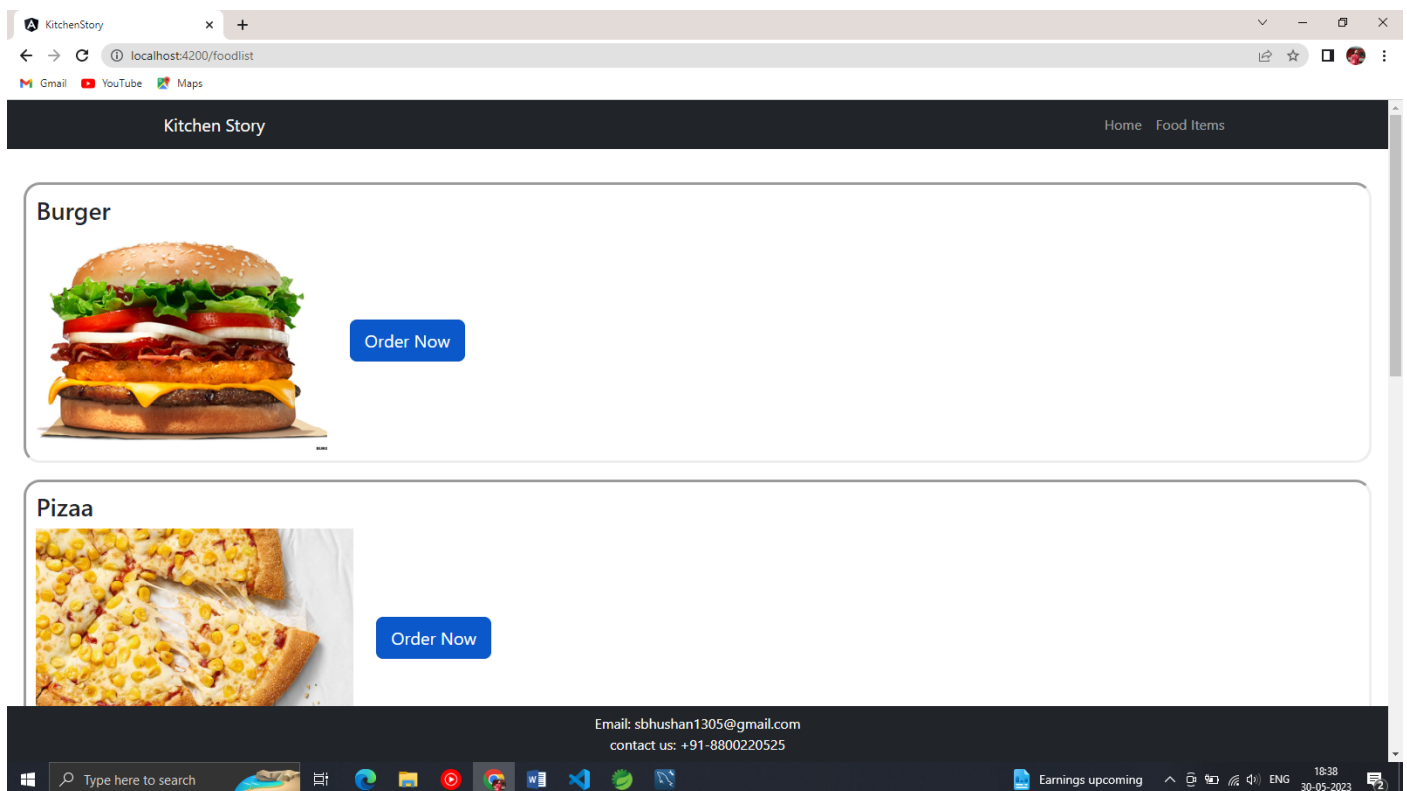 KitchenStory
localhost:4200/foodlist
Gmail YouTube Maps
Kitchen Story Home Food Items
Burger
Order Now
Pizaa
Order Now
Email: sbhushan1305@gmail.com
contact us: +91-8800220525
Type here to search Earnings upcoming ENG 18:38
30-05-2023 2